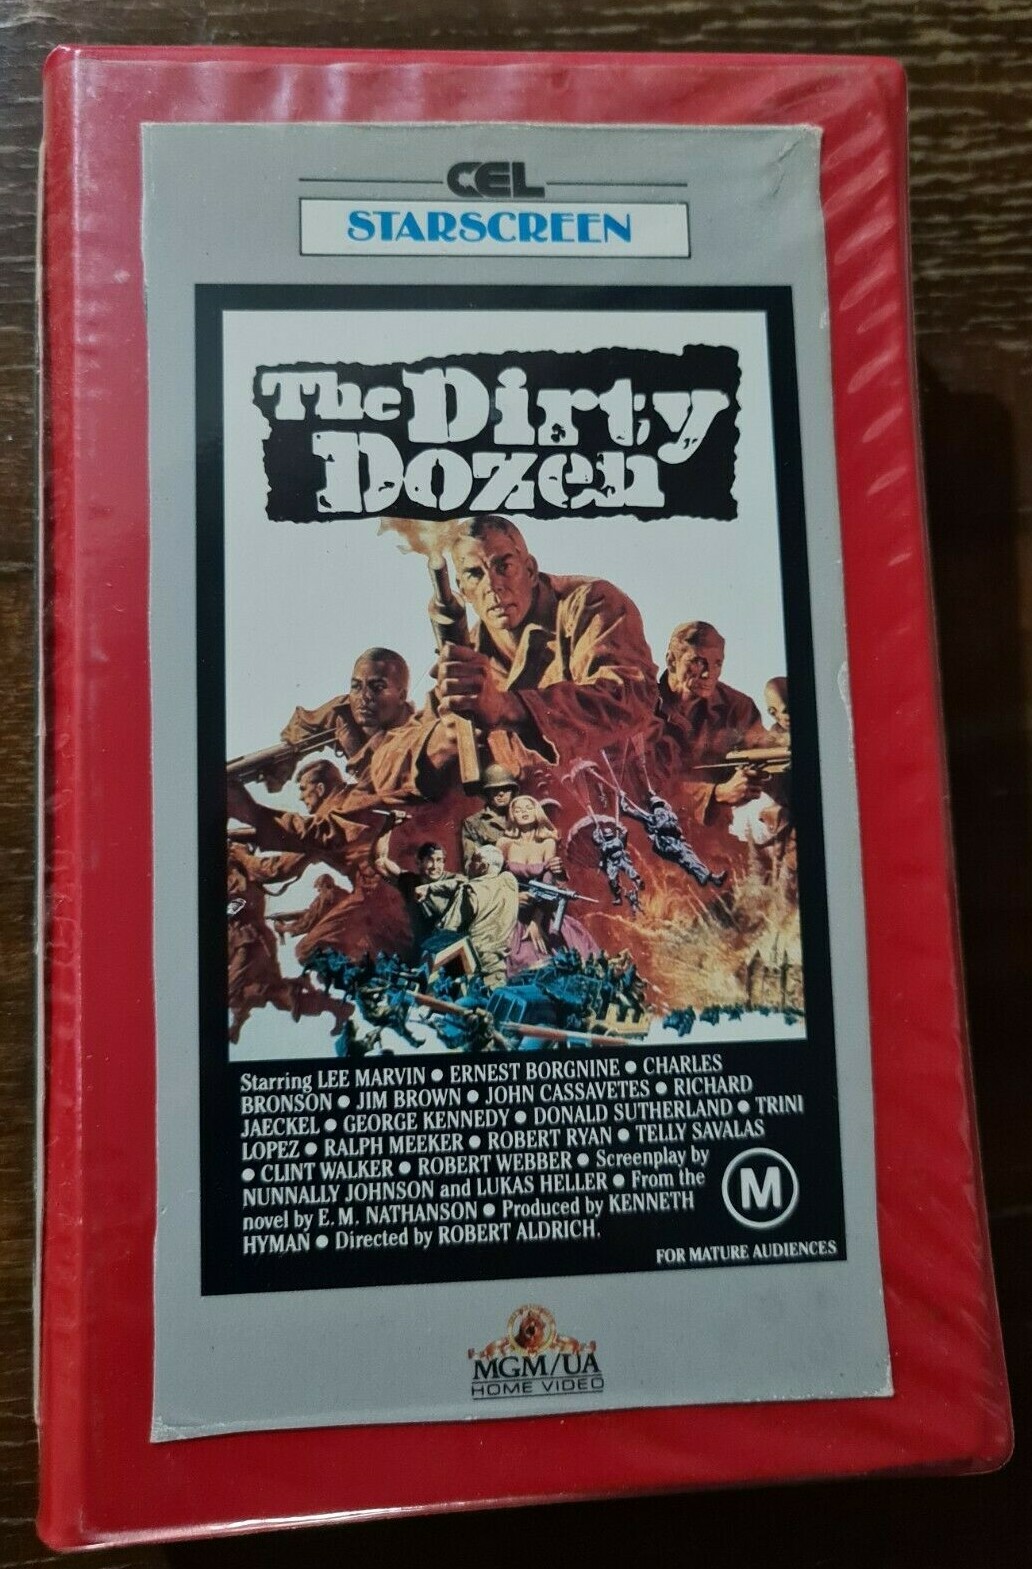 CEL
STARSCREEN
The Dirty
Dozen
Starring LEE MARVIN ● ERNEST BORGNINE ● CHARLES
BRONSON ● JIM BROWN ● JOHN CASSAVETES ● RICHARD
JAECKEL ● GEORGE KENNEDY ● DONALD SUTHERLAND ● TRINI
LOPEZ ● RALPH MEEKER ● ROBERT RYAN ● TELLY SAVALAS
● CLINT WALKER ● ROBERT WEBBER ● Screenplay by
NUNNALLY JOHNSON and LUKAS HELLER ● From the
novel by E. M. NATHANSON ● Produced by KENNETH
HYMAN ● Directed by ROBERT ALDRICH.
M
FOR MATURE AUDIENCES
MGM/UA
HOME VIDEO